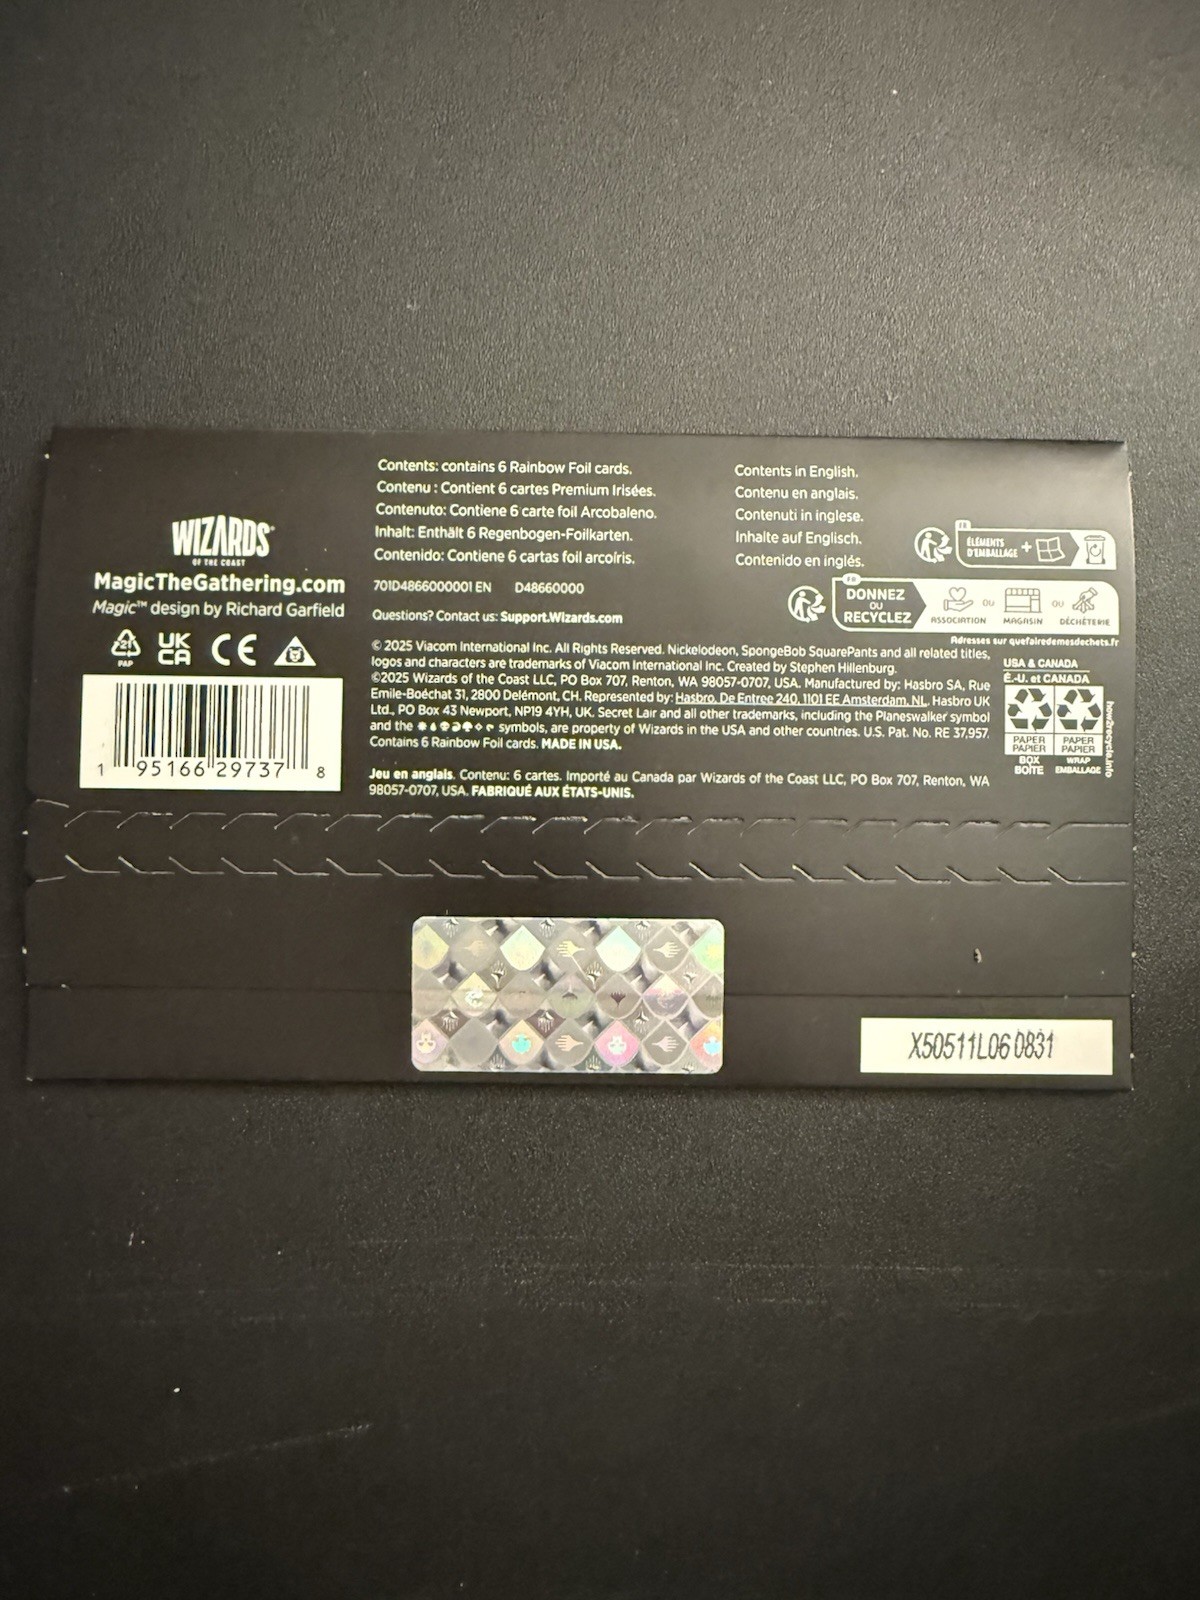 WIZARDS
OF THE COAST
MagicTheGathering.com
Magic™ design by Richard Garfield
21
PAP
UK
CA
CE
1 95166 29737 8
Contents: contains 6 Rainbow Foil cards.
Contenu : Contient 6 cartes Premium Irisées.
Contenuto: Contiene 6 carte foil Arcobaleno.
Inhalt: Enthält 6 Regenbogen-Foilkarten.
Contenido: Contiene 6 cartas foil arcoíris.
701D4866000001 EN D48660000
Questions? Contact us: Support.Wizards.com
Contents in English.
Contenu en anglais.
Contenuti in inglese.
Inhalte auf Englisch.
Contenido en inglés.
FR
ÉLÉMENTS
D'EMBALLAGE +
FR
DONNEZ
OU
RECYCLEZ
ASSOCIATION OU MAGASIN OU DÉCHÈTERIE
Adresses sur quefairedemesdechets.fr
© 2025 Viacom International Inc. All Rights Reserved. Nickelodeon, SpongeBob SquarePants and all related titles,
logos and characters are trademarks of Viacom International Inc. Created by Stephen Hillenburg.
©2025 Wizards of the Coast LLC, PO Box 707, Renton, WA 98057-0707, USA. Manufactured by: Hasbro SA, Rue
Emile-Boéchat 31, 2800 Delémont, CH. Represented by: Hasbro, De Entree 240, 1101 EE Amsterdam, NL. Hasbro UK
Ltd., PO Box 43 Newport, NP19 4YH, UK. Secret Lair and all other trademarks, including the Planeswalker symbol
and the symbols, are property of Wizards in the USA and other countries. U.S. Pat. No. RE 37,957.
Contains 6 Rainbow Foil cards. MADE IN USA.
Jeu en anglais. Contenu: 6 cartes. Importé au Canada par Wizards of the Coast LLC, PO Box 707, Renton, WA
98057-0707, USA. FABRIQUÉ AUX ÉTATS-UNIS.
USA & CANADA
É.-U. et CANADA
PAPER
PAPIER
BOX
BOÎTE
PAPER
PAPIER
WRAP
EMBALLAGE
how2recycle.info
X50511L06 0831